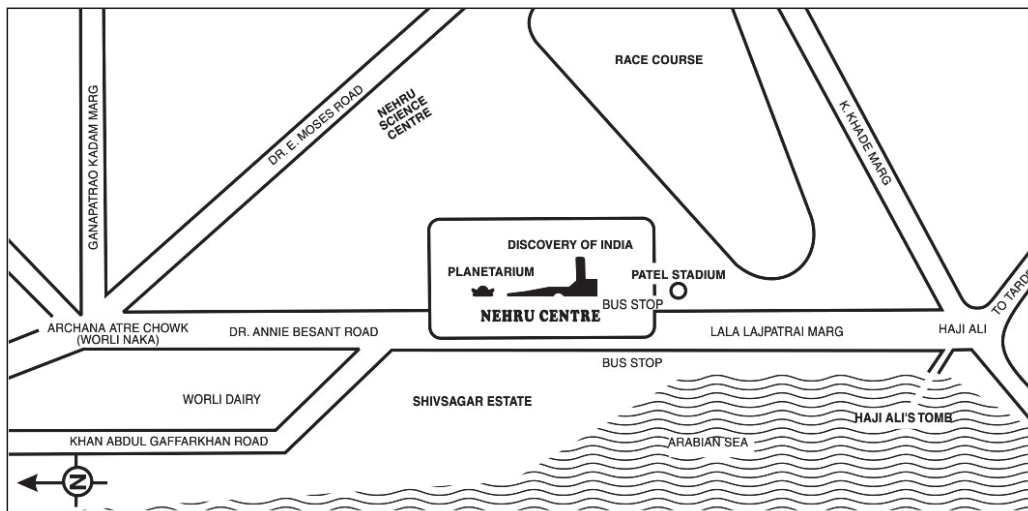 RACE COURSE
GANAPATRAO KADAM MARG
DR. E. MOSES ROAD
NEHRU
SCIENCE
CENTRE
K. KHADE MARG
DISCOVERY OF INDIA
PLANETARIUM
PATEL STADIUM
BUS STOP
NEHRU CENTRE
TO TARDE
ARCHANA ATRE CHOWK
(WORLI NAKA)
DR. ANNIE BESANT ROAD
LALA LAJPATRAI MARG
HAJI ALI
BUS STOP
WORLI DAIRY
SHIVSAGAR ESTATE
HAJI ALI'S TOMB
KHAN ABDUL GAFFARKHAN ROAD
ARABIAN SEA
N